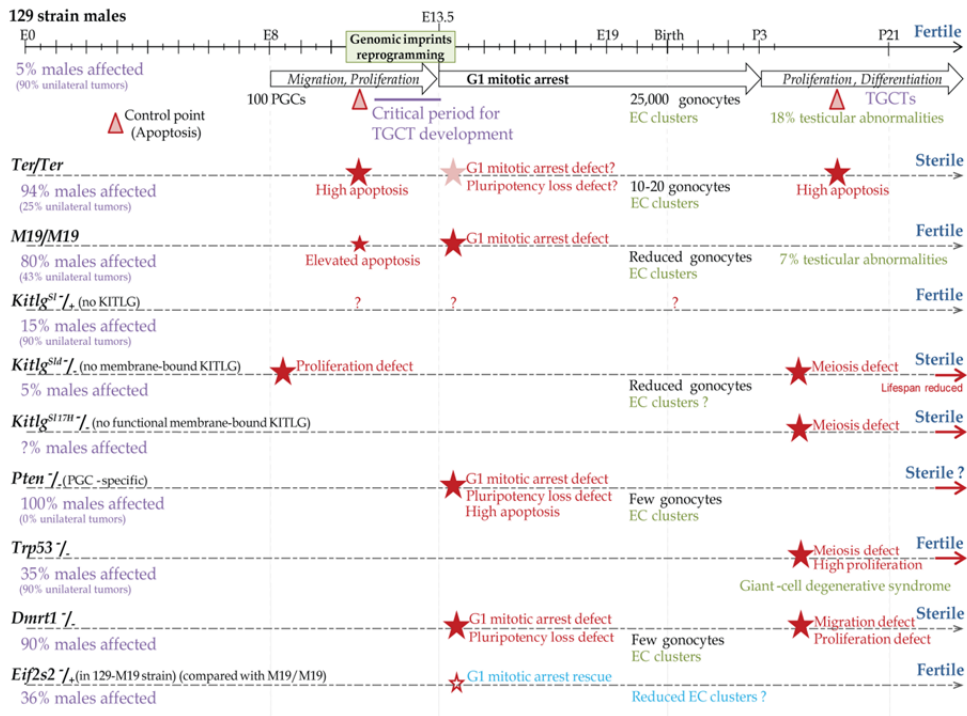 129 strain males
E0
E8
E13.5
E19
Birth
P3
P21
Fertile
Genomic imprints
reprogramming
5% males affected
(90% unilateral tumors)
Migration, Proliferation
G1 mitotic arrest
Proliferation, Differentiation
100 PGCs
Critical period for
TGCT development
25,000 gonocytes
EC clusters
TGCTs
18% testicular abnormalities
Control point
(Apoptosis)
Ter/Ter
Sterile
94% males affected
(25% unilateral tumors)
High apoptosis
G1 mitotic arrest defect?
Pluripotency loss defect?
10-20 gonocytes
EC clusters
High apoptosis
M19/M19
Fertile
80% males affected
(43% unilateral tumors)
Elevated apoptosis
G1 mitotic arrest defect
Reduced gonocytes
EC clusters
7% testicular abnormalities
Kitlg Sl-/+ (no KITLG)
? ? ?
Fertile
15% males affected
(90% unilateral tumors)
Kitlg Sld-/- (no membrane-bound KITLG)
Sterile
5% males affected
Proliferation defect
Reduced gonocytes
EC clusters ?
Meiosis defect
Lifespan reduced
Kitlg Sl17H-/- (no functional membrane-bound KITLG)
Sterile
?% males affected
Meiosis defect
Pten -/- (PGC -specific)
Sterile ?
100% males affected
(0% unilateral tumors)
G1 mitotic arrest defect
Pluripotency loss defect
High apoptosis
Few gonocytes
EC clusters
Trp53 -/-
Fertile
35% males affected
(90% unilateral tumors)
Meiosis defect
High proliferation
Giant-cell degenerative syndrome
Dmrt1 -/-
Sterile
90% males affected
G1 mitotic arrest defect
Pluripotency loss defect
Few gonocytes
EC clusters
Migration defect
Proliferation defect
Eif2s2 -/+ (in 129-M19 strain) (compared with M19/M19)
Fertile
36% males affected
G1 mitotic arrest rescue
Reduced EC clusters ?